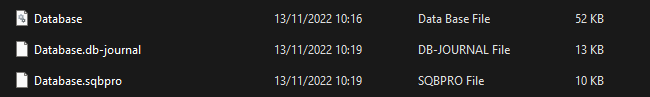 Database 13/11/2022 10:16 Data Base File 52 KB
Database.db-journal 13/11/2022 10:19 DB-JOURNAL File 13 KB
Database.sqbpro 13/11/2022 10:19 SQBPRO File 10 KB